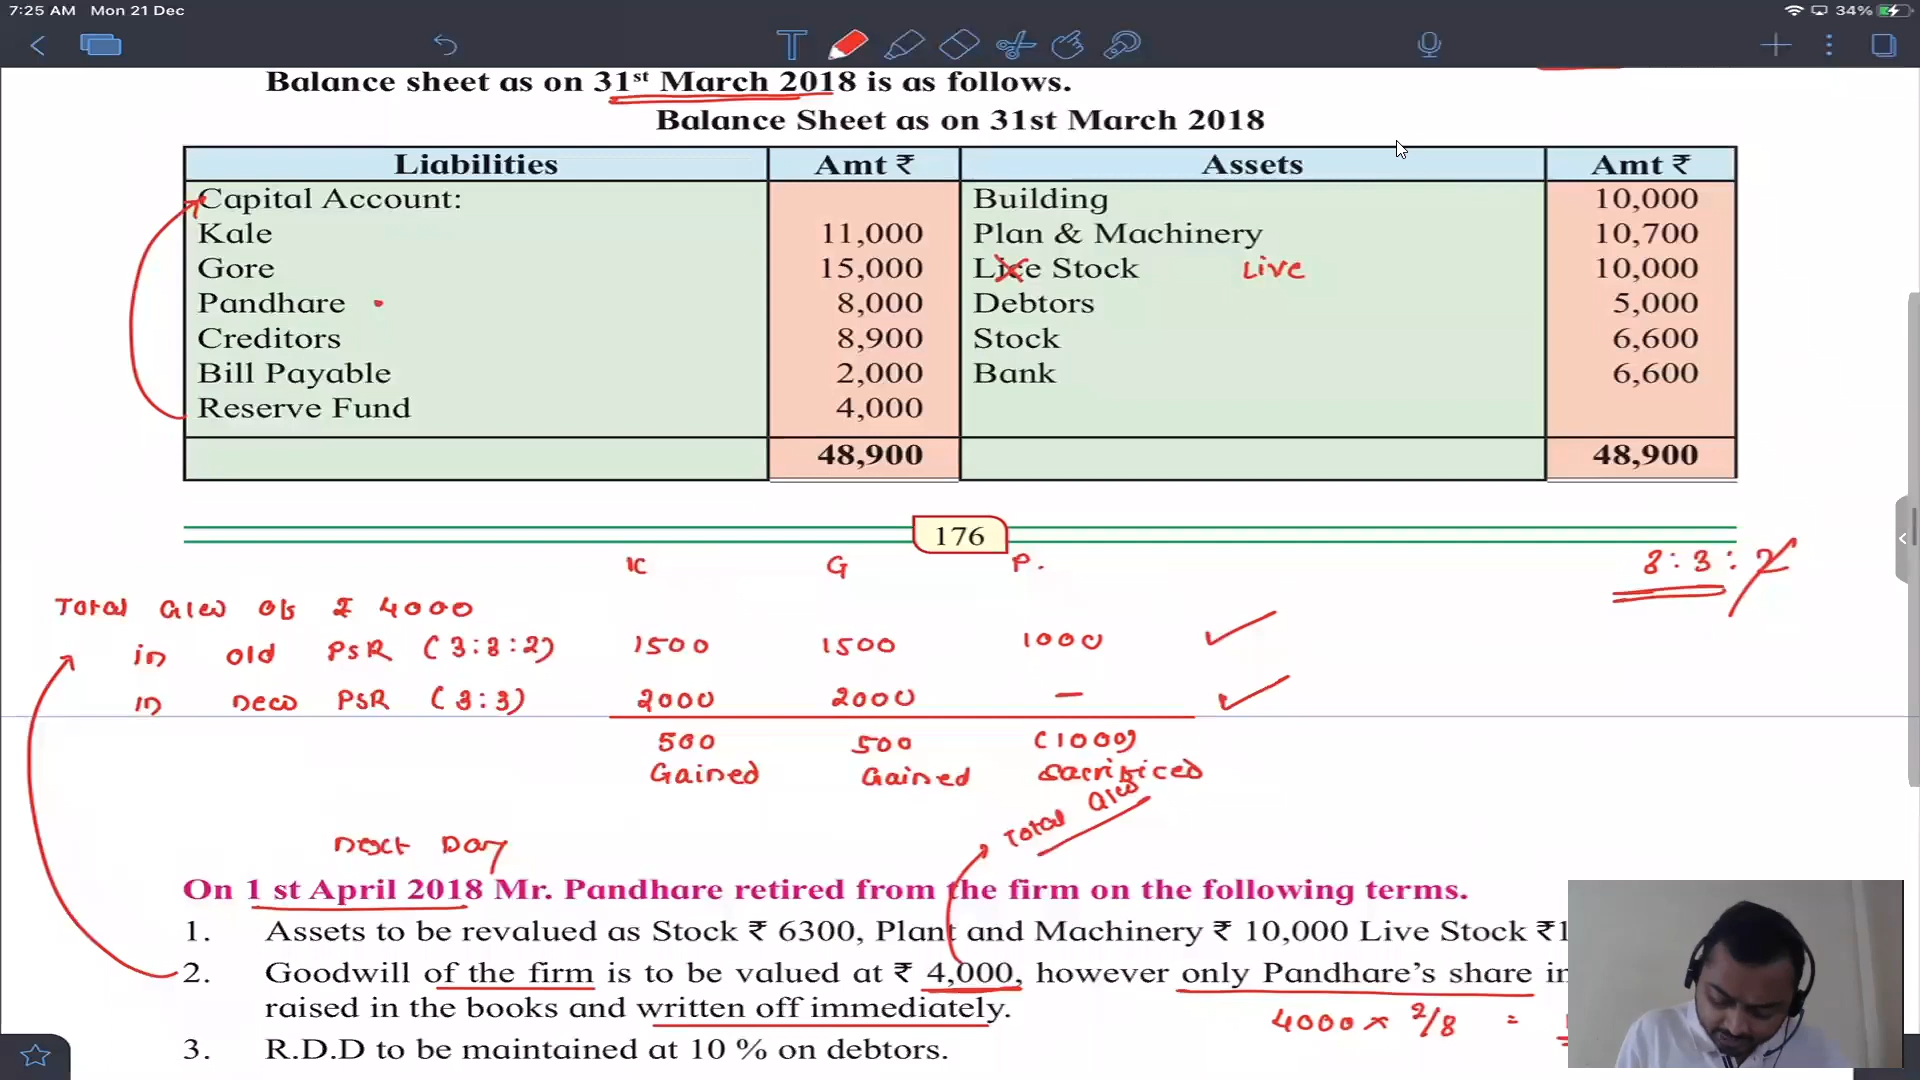 7:25 AM Mon 21 Dec 34%
Balance sheet as on 31st March 2018 is as follows.
Balance Sheet as on 31st March 2018
Liabilities Amt ₹ Assets Amt ₹
Capital Account: Building 10,000
Kale 11,000 Plan & Machinery 10,700
Gore 15,000 Lice Stock Live 10,000
Pandhare 8,000 Debtors 5,000
Creditors 8,900 Stock 6,600
Bill Payable 2,000 Bank 6,600
Reserve Fund 4,000
48,900 48,900
176
K G P.
3:3:2
Total G/w of ₹ 4000
in old PSR (3:3:2) 1500 1500 1000
in new PSR (3:3) 2000 2000 —
500 500 (1000)
Gained Gained Sacrificed
Total G/w
Next Day
On 1 st April 2018 Mr. Pandhare retired from the firm on the following terms.
1. Assets to be revalued as Stock ₹ 6300, Plant and Machinery ₹ 10,000 Live Stock ₹1
2. Goodwill of the firm is to be valued at ₹ 4,000, however only Pandhare's share in
raised in the books and written off immediately.
4000 × 2/8 =
3. R.D.D to be maintained at 10 % on debtors.